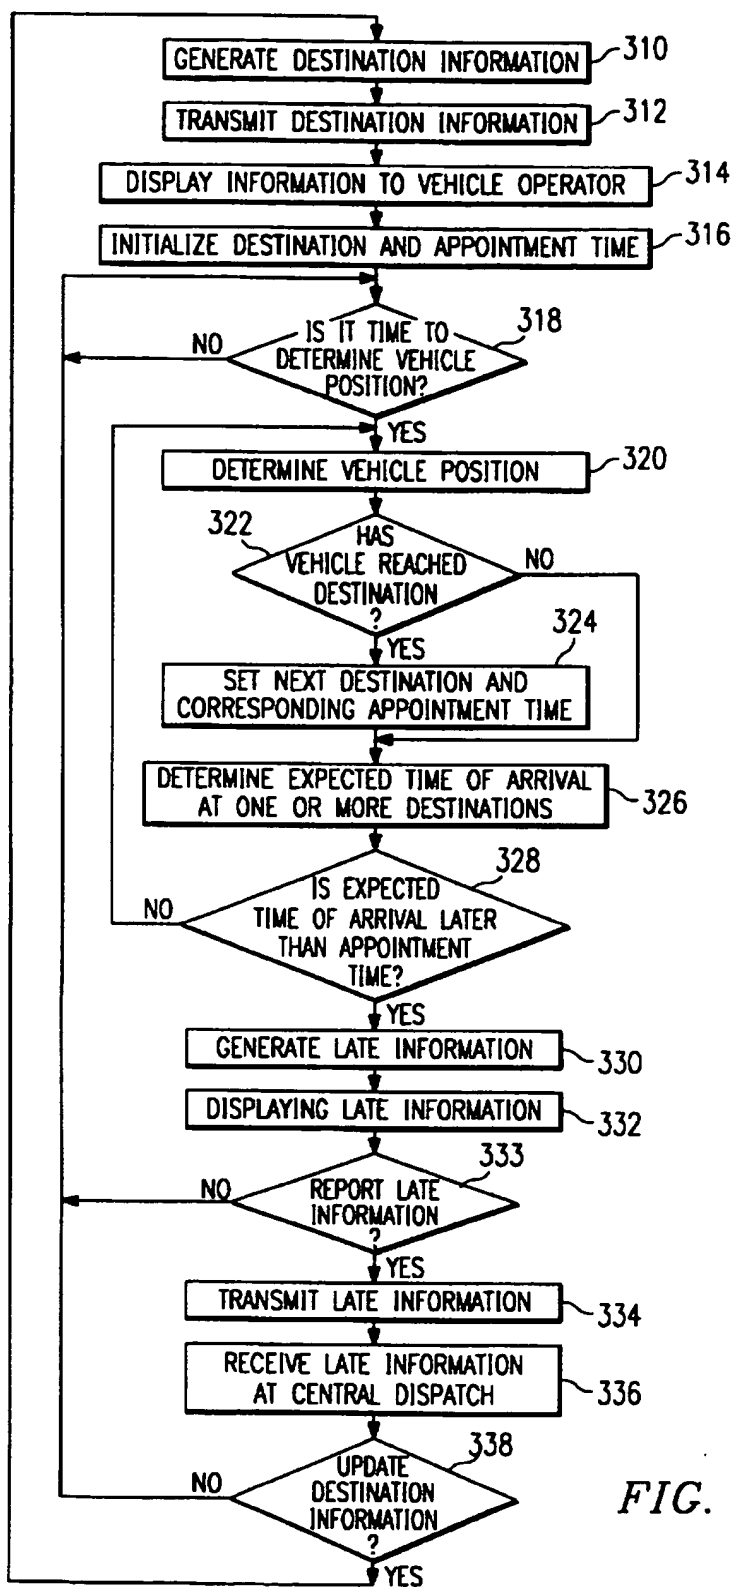 GENERATE DESTINATION INFORMATION
310
TRANSMIT DESTINATION INFORMATION
312
DISPLAY INFORMATION TO VEHICLE OPERATOR
314
INITIALIZE DESTINATION AND APPOINTMENT TIME
316
IS IT TIME TO
DETERMINE VEHICLE
POSITION?
318
NO
YES
DETERMINE VEHICLE POSITION
320
322
HAS
VEHICLE REACHED
DESTINATION
?
NO
YES
324
SET NEXT DESTINATION AND
CORRESPONDING APPOINTMENT TIME
DETERMINE EXPECTED TIME OF ARRIVAL
AT ONE OR MORE DESTINATIONS
326
328
IS EXPECTED
TIME OF ARRIVAL LATER
THAN APPOINTMENT
TIME?
NO
YES
GENERATE LATE INFORMATION
330
DISPLAYING LATE INFORMATION
332
333
REPORT LATE
INFORMATION
?
NO
YES
TRANSMIT LATE INFORMATION
334
RECEIVE LATE INFORMATION
AT CENTRAL DISPATCH
336
338
UPDATE
DESTINATION
INFORMATION
?
NO
YES
FIG.